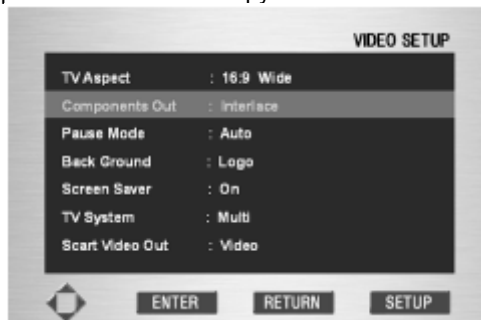 VIDEO SETUP
TV Aspect : 16:9 Wide
Components Out : Interlace
Pause Mode : Auto
Back Ground : Logo
Screen Saver : On
TV System : Multi
Scart Video Out : Video
ENTER RETURN SETUP